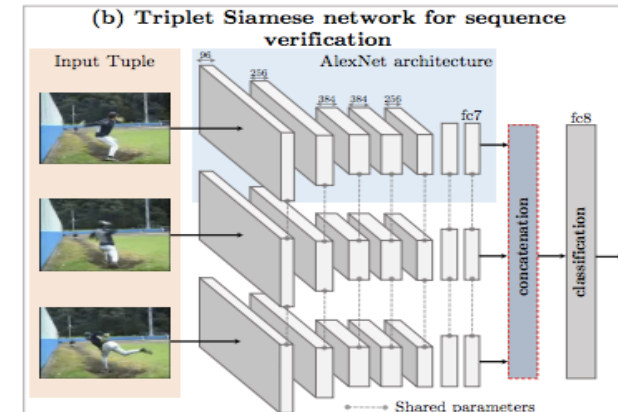 (b) Triplet Siamese network for sequence
verification
Input Tuple
AlexNet architecture
96
256
384
384
256
fc7
fc8
concatenation
classification
Shared parameters